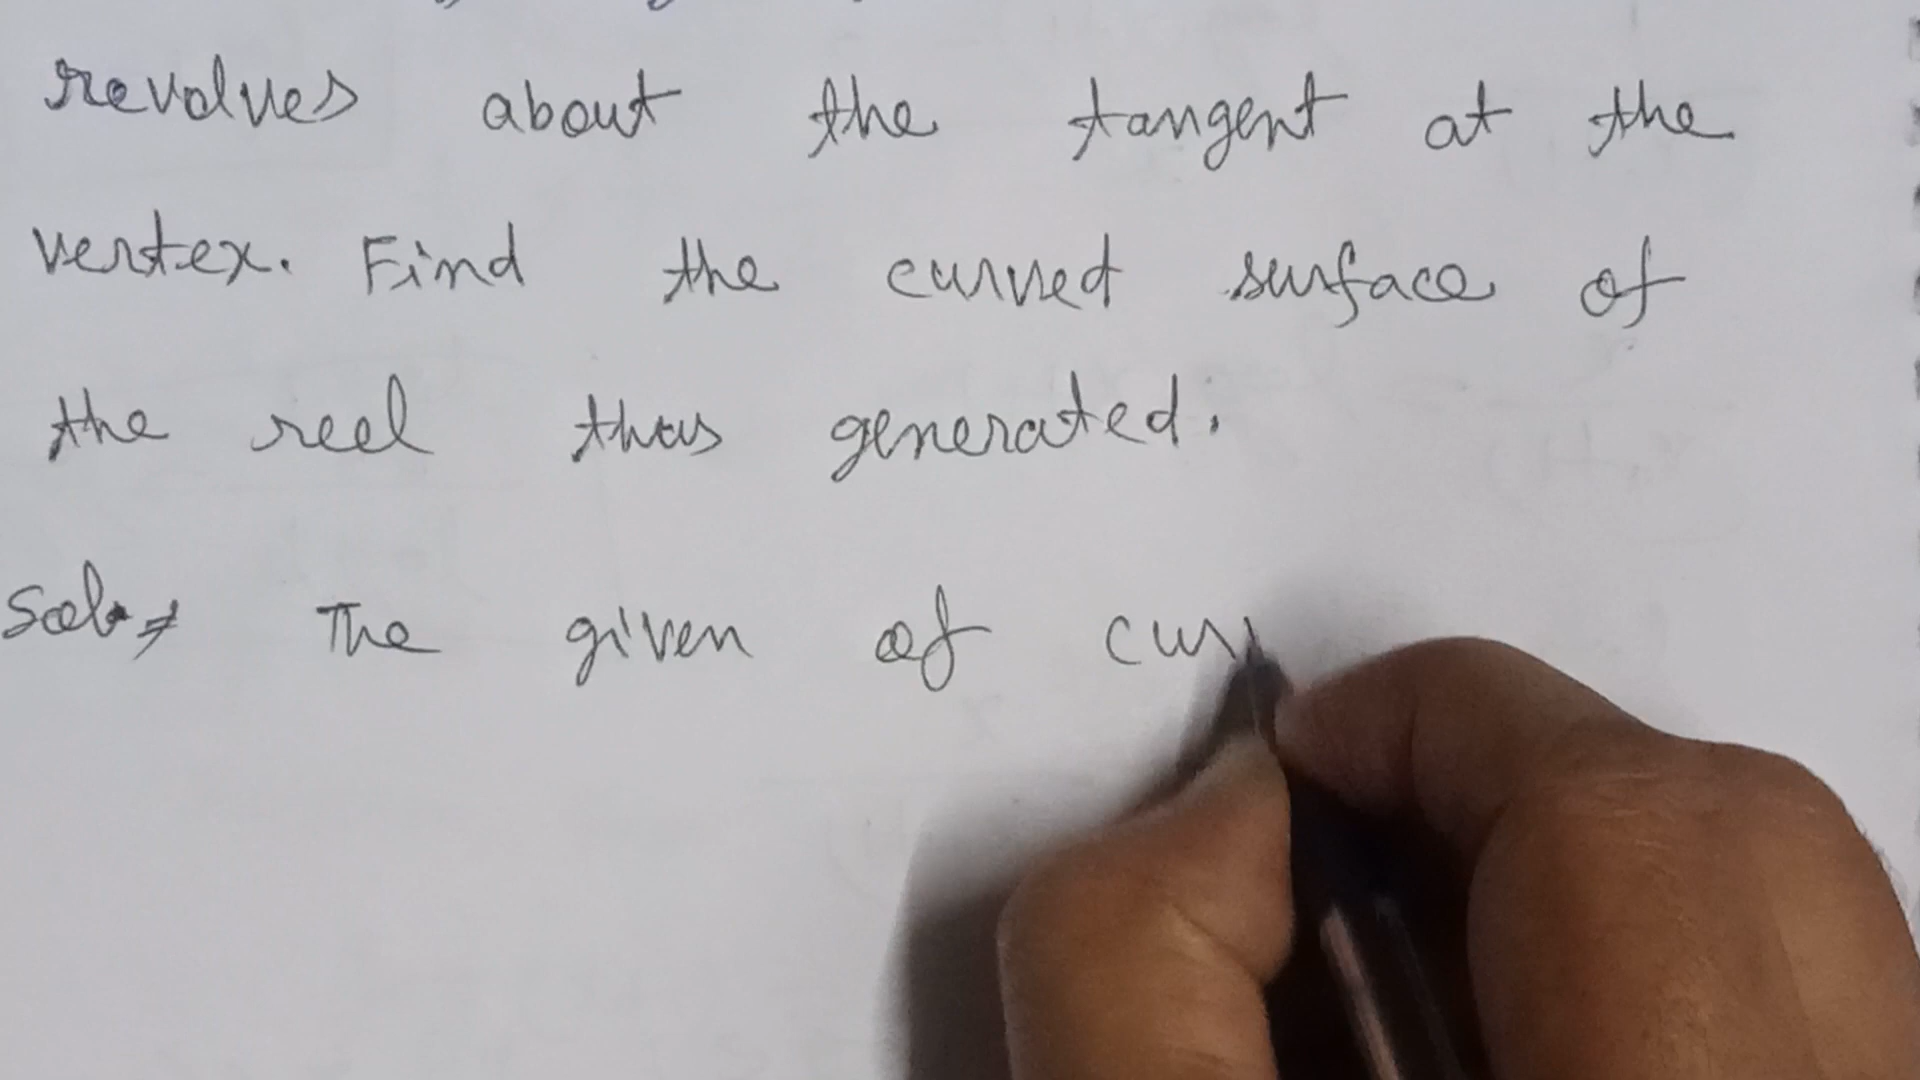 revolves about the tangent at the
vertex. Find the curved surface of
the reel thus generated.
Sol⇒ The given of cur